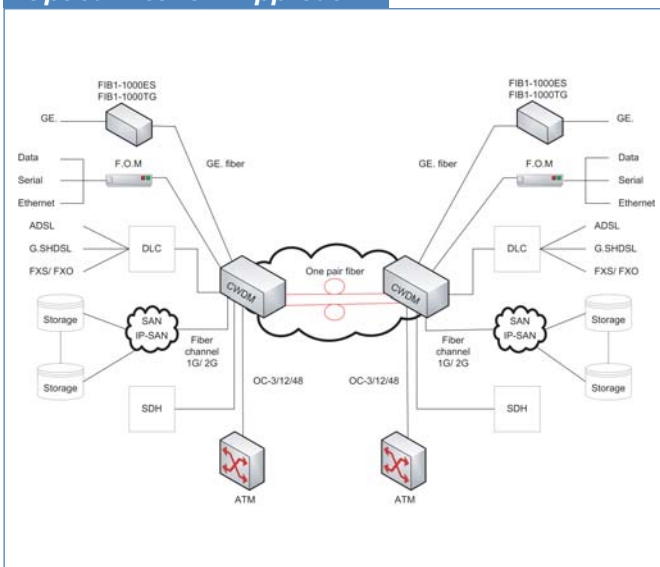 FIB1-1000ES
FIB1-1000TG
GE.
GE. fiber
Data
Serial
Ethernet
F.O.M
ADSL
G.SHDSL
FXS/ FXO
DLC
Storage
Storage
SAN
IP-SAN
Fiber
channel
1G/ 2G
SDH
OC-3/12/48
ATM
CWDM
One pair fiber
CWDM
FIB1-1000ES
FIB1-1000TG
GE.
GE. fiber
F.O.M
Data
Serial
Ethernet
DLC
ADSL
G.SHDSL
FXS/ FXO
SAN
IP-SAN
Storage
Storage
Fiber
channel
1G/ 2G
OC-3/12/48
SDH
ATM